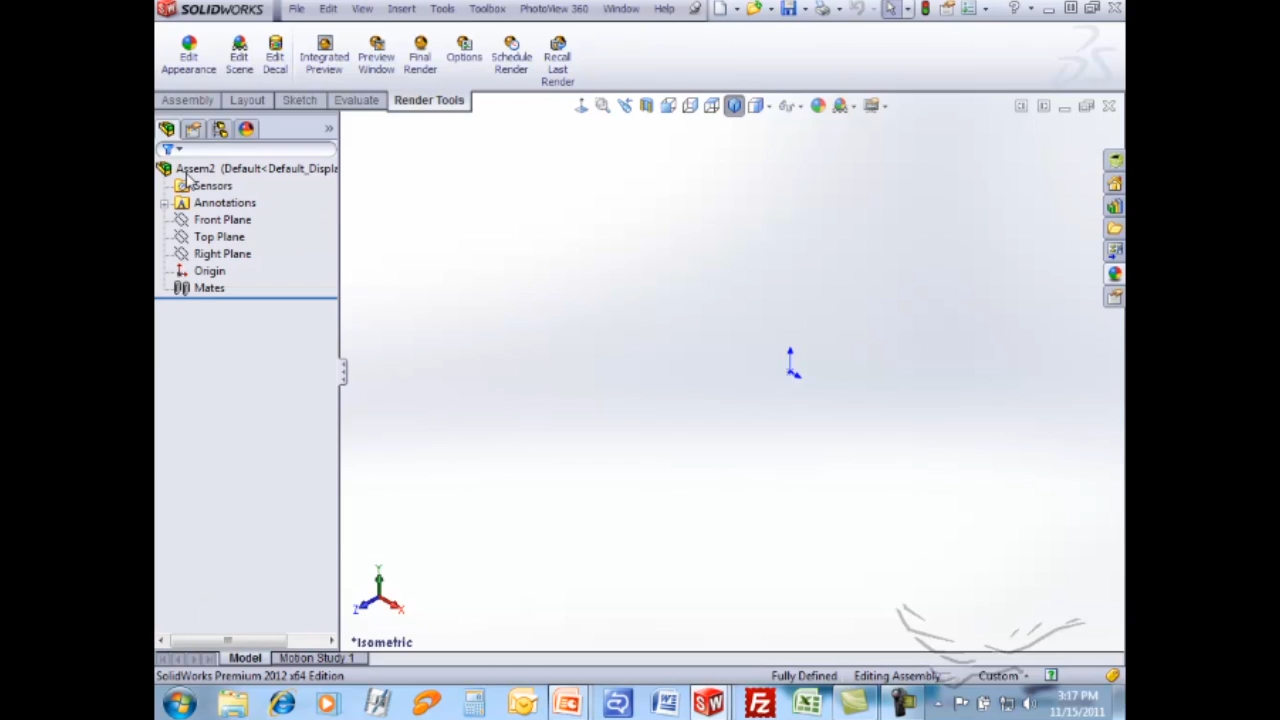 SOLIDWORKS File Edit View Insert Tools Toolbox PhotoView 360 Window Help
Edit Appearance Edit Scene Edit Decal Integrated Preview Preview Window Final Render Options Schedule Render Recall Last Render
Assembly Layout Sketch Evaluate Render Tools
Assem2 (Default<Default_Displa
Sensors
Annotations
Front Plane
Top Plane
Right Plane
Origin
Mates
Y
Z X
*Isometric
Model Motion Study 1
SolidWorks Premium 2012 x64 Edition Fully Defined Editing Assembly Custom
3:17 PM
11/15/2011